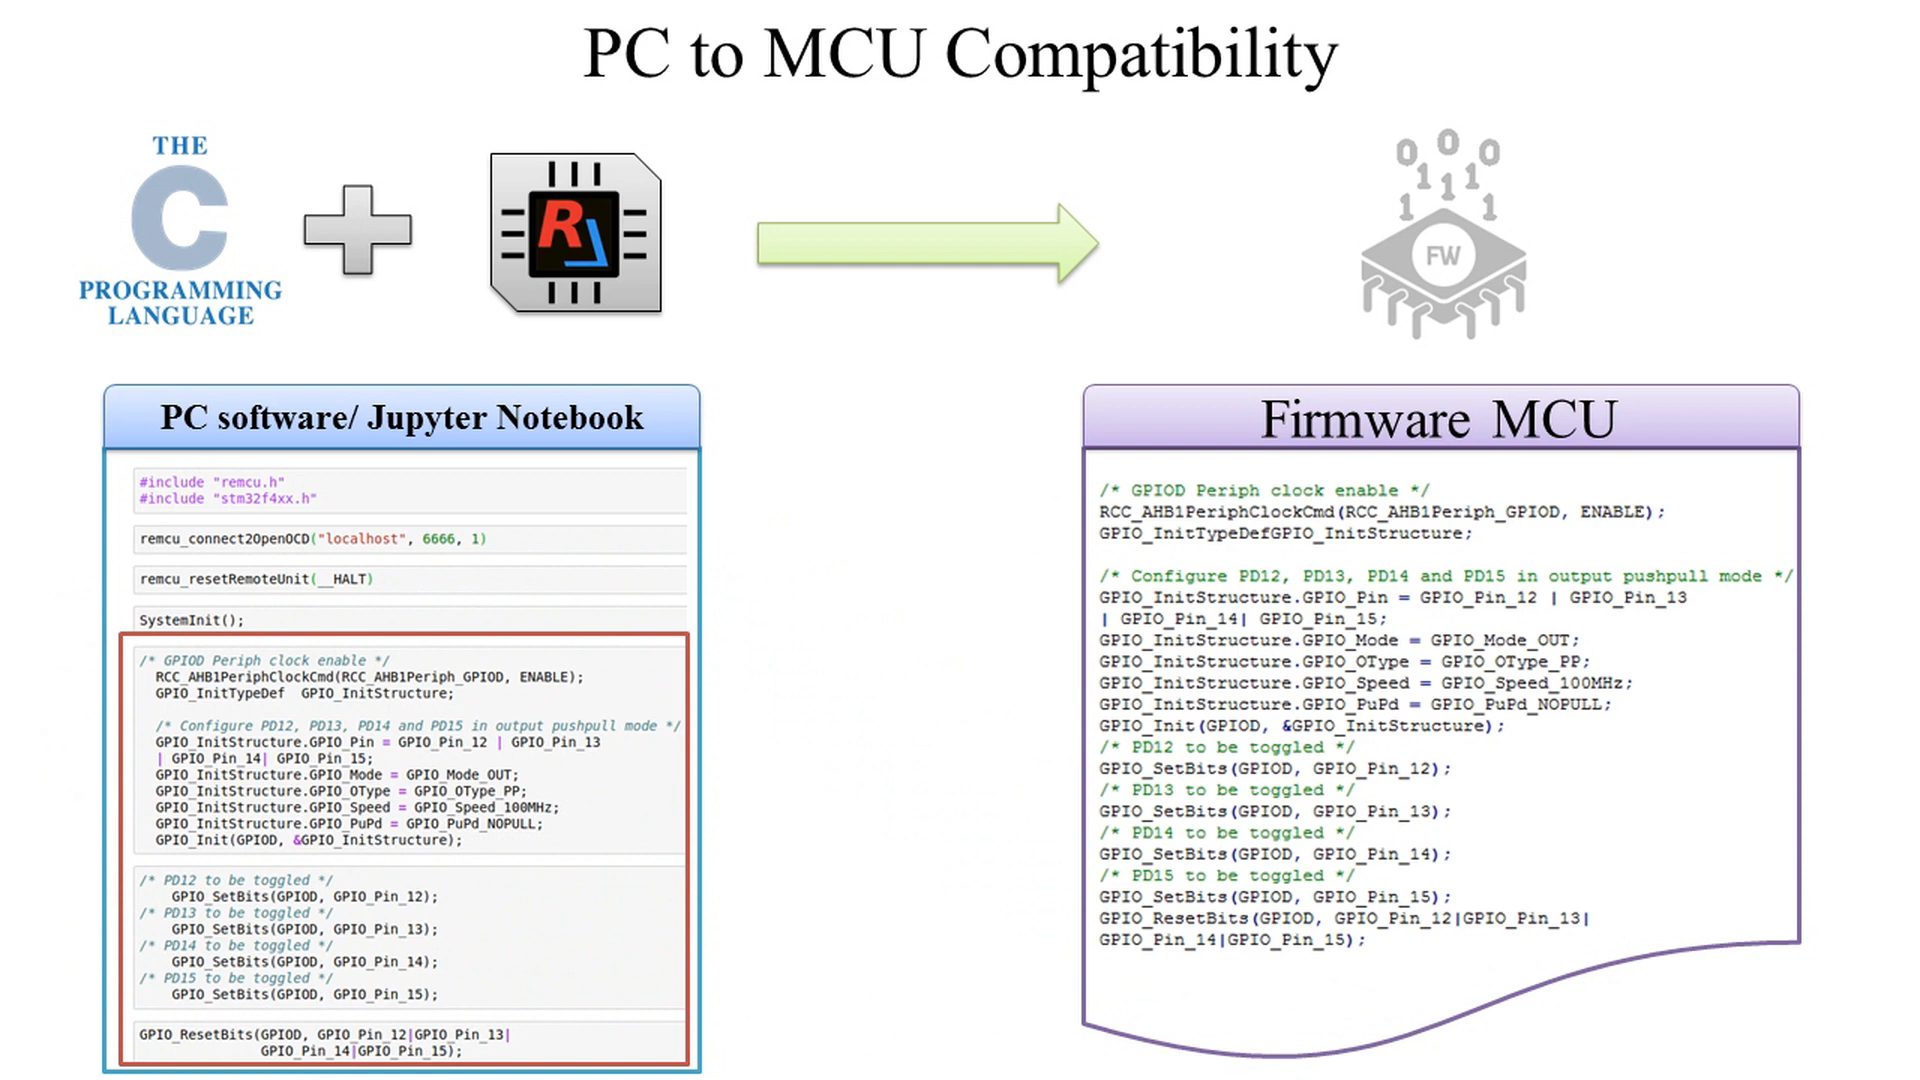 PC to MCU Compatibility
THE
C
PROGRAMMING
LANGUAGE
R
0 0 0
1 1 1
1 1
FW
PC software/ Jupyter Notebook
#include "remcu.h"
#include "stm32f4xx.h"
remcu_connect2OpenOCD("localhost", 6666, 1)
remcu_resetRemoteUnit(__HALT)
SystemInit();
/* GPIOD Periph clock enable */
RCC_AHB1PeriphClockCmd(RCC_AHB1Periph_GPIOD, ENABLE);
GPIO_InitTypeDef  GPIO_InitStructure;
/* Configure PD12, PD13, PD14 and PD15 in output pushpull mode */
GPIO_InitStructure.GPIO_Pin = GPIO_Pin_12 | GPIO_Pin_13
| GPIO_Pin_14| GPIO_Pin_15;
GPIO_InitStructure.GPIO_Mode = GPIO_Mode_OUT;
GPIO_InitStructure.GPIO_OType = GPIO_OType_PP;
GPIO_InitStructure.GPIO_Speed = GPIO_Speed_100MHz;
GPIO_InitStructure.GPIO_PuPd = GPIO_PuPd_NOPULL;
GPIO_Init(GPIOD, &GPIO_InitStructure);
/* PD12 to be toggled */
GPIO_SetBits(GPIOD, GPIO_Pin_12);
/* PD13 to be toggled */
GPIO_SetBits(GPIOD, GPIO_Pin_13);
/* PD14 to be toggled */
GPIO_SetBits(GPIOD, GPIO_Pin_14);
/* PD15 to be toggled */
GPIO_SetBits(GPIOD, GPIO_Pin_15);
GPIO_ResetBits(GPIOD, GPIO_Pin_12|GPIO_Pin_13|
GPIO_Pin_14|GPIO_Pin_15);
Firmware MCU
/* GPIOD Periph clock enable */
RCC_AHB1PeriphClockCmd(RCC_AHB1Periph_GPIOD, ENABLE);
GPIO_InitTypeDefGPIO_InitStructure;
/* Configure PD12, PD13, PD14 and PD15 in output pushpull mode */
GPIO_InitStructure.GPIO_Pin = GPIO_Pin_12 | GPIO_Pin_13
| GPIO_Pin_14| GPIO_Pin_15;
GPIO_InitStructure.GPIO_Mode = GPIO_Mode_OUT;
GPIO_InitStructure.GPIO_OType = GPIO_OType_PP;
GPIO_InitStructure.GPIO_Speed = GPIO_Speed_100MHz;
GPIO_InitStructure.GPIO_PuPd = GPIO_PuPd_NOPULL;
GPIO_Init(GPIOD, &GPIO_InitStructure);
/* PD12 to be toggled */
GPIO_SetBits(GPIOD, GPIO_Pin_12);
/* PD13 to be toggled */
GPIO_SetBits(GPIOD, GPIO_Pin_13);
/* PD14 to be toggled */
GPIO_SetBits(GPIOD, GPIO_Pin_14);
/* PD15 to be toggled */
GPIO_SetBits(GPIOD, GPIO_Pin_15);
GPIO_ResetBits(GPIOD, GPIO_Pin_12|GPIO_Pin_13|
GPIO_Pin_14|GPIO_Pin_15);